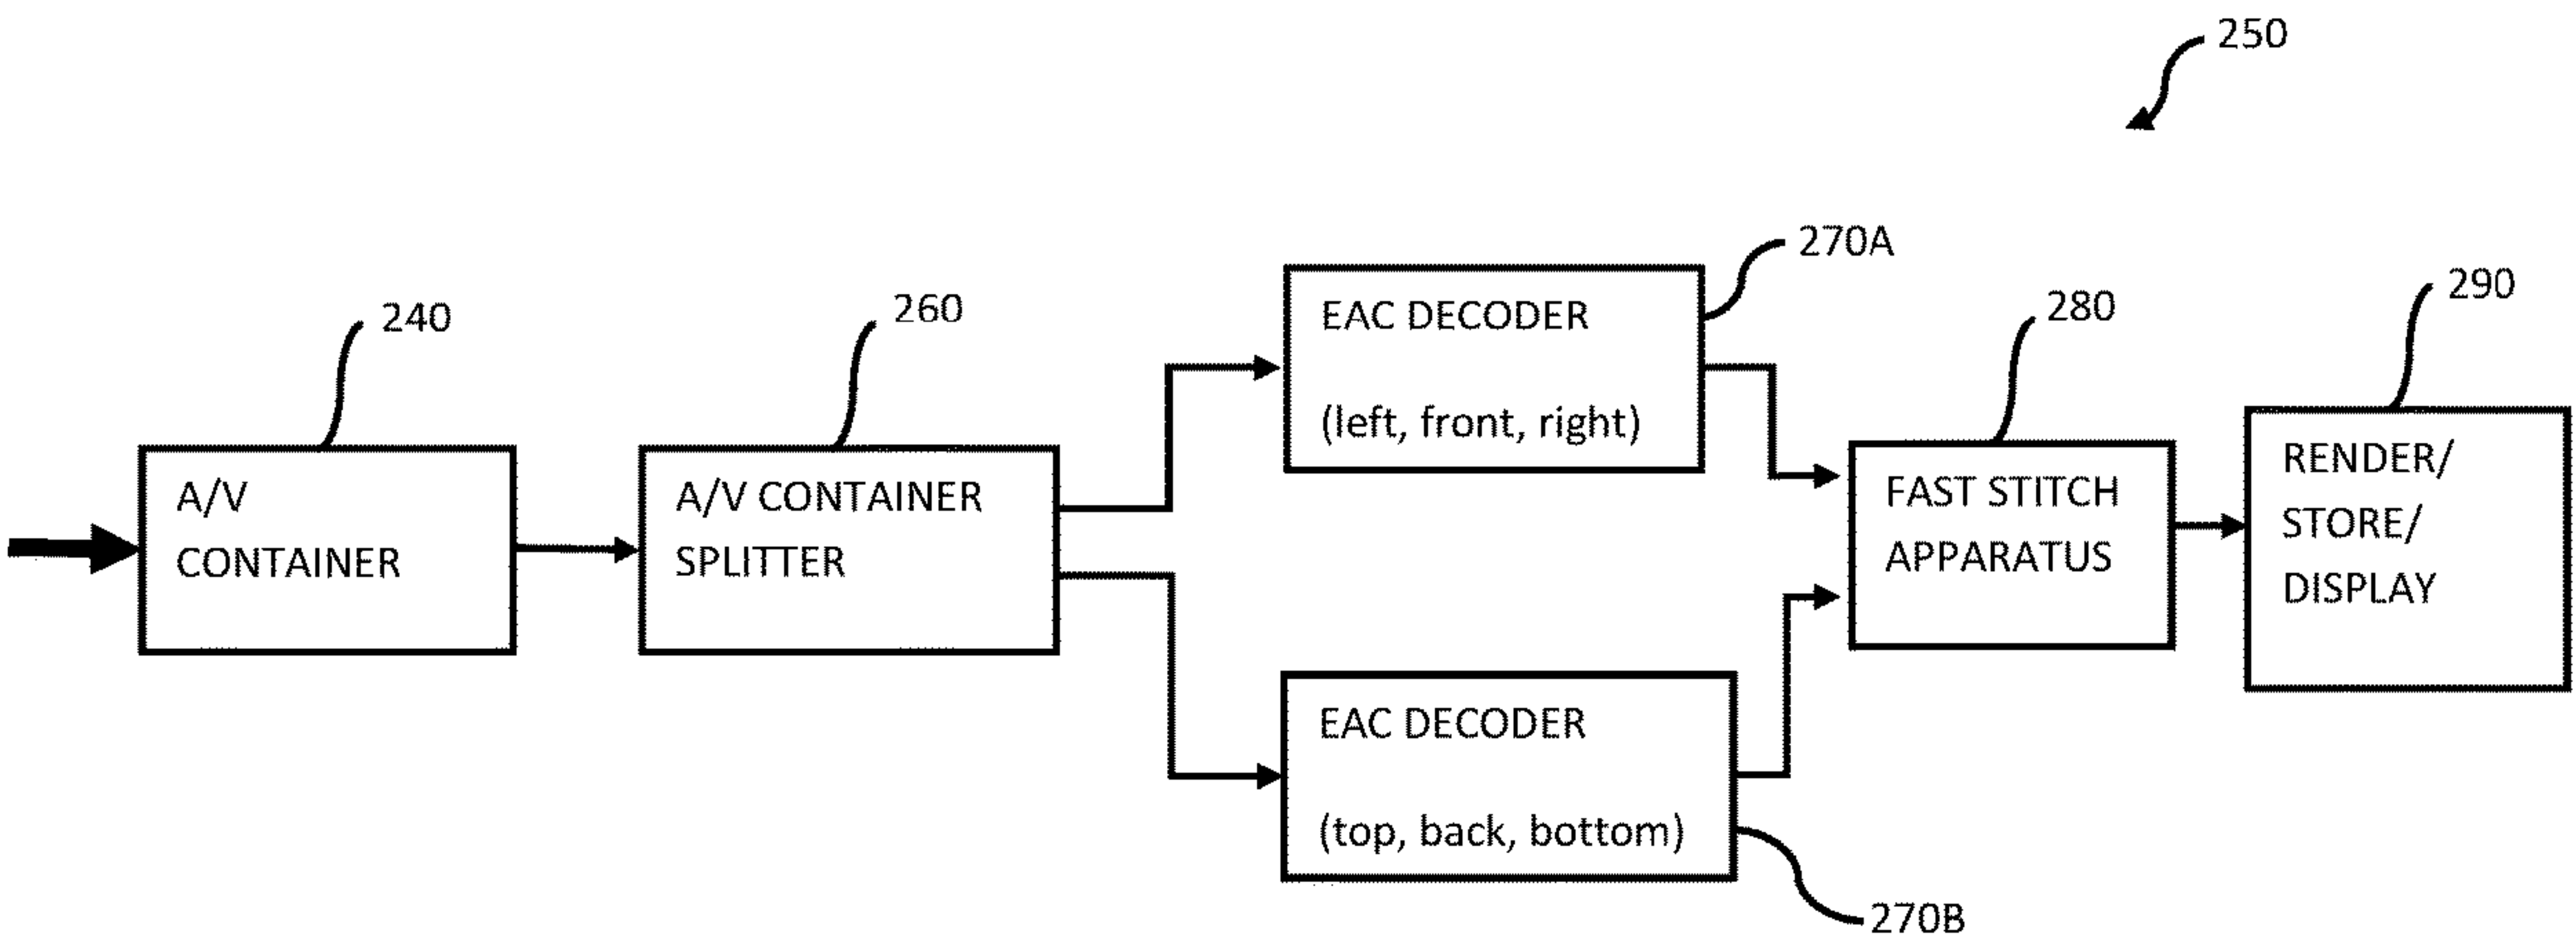 250
240
A/V
CONTAINER
260
A/V CONTAINER
SPLITTER
270A
EAC DECODER
(left, front, right)
EAC DECODER
(top, back, bottom)
270B
280
FAST STITCH
APPARATUS
290
RENDER/
STORE/
DISPLAY